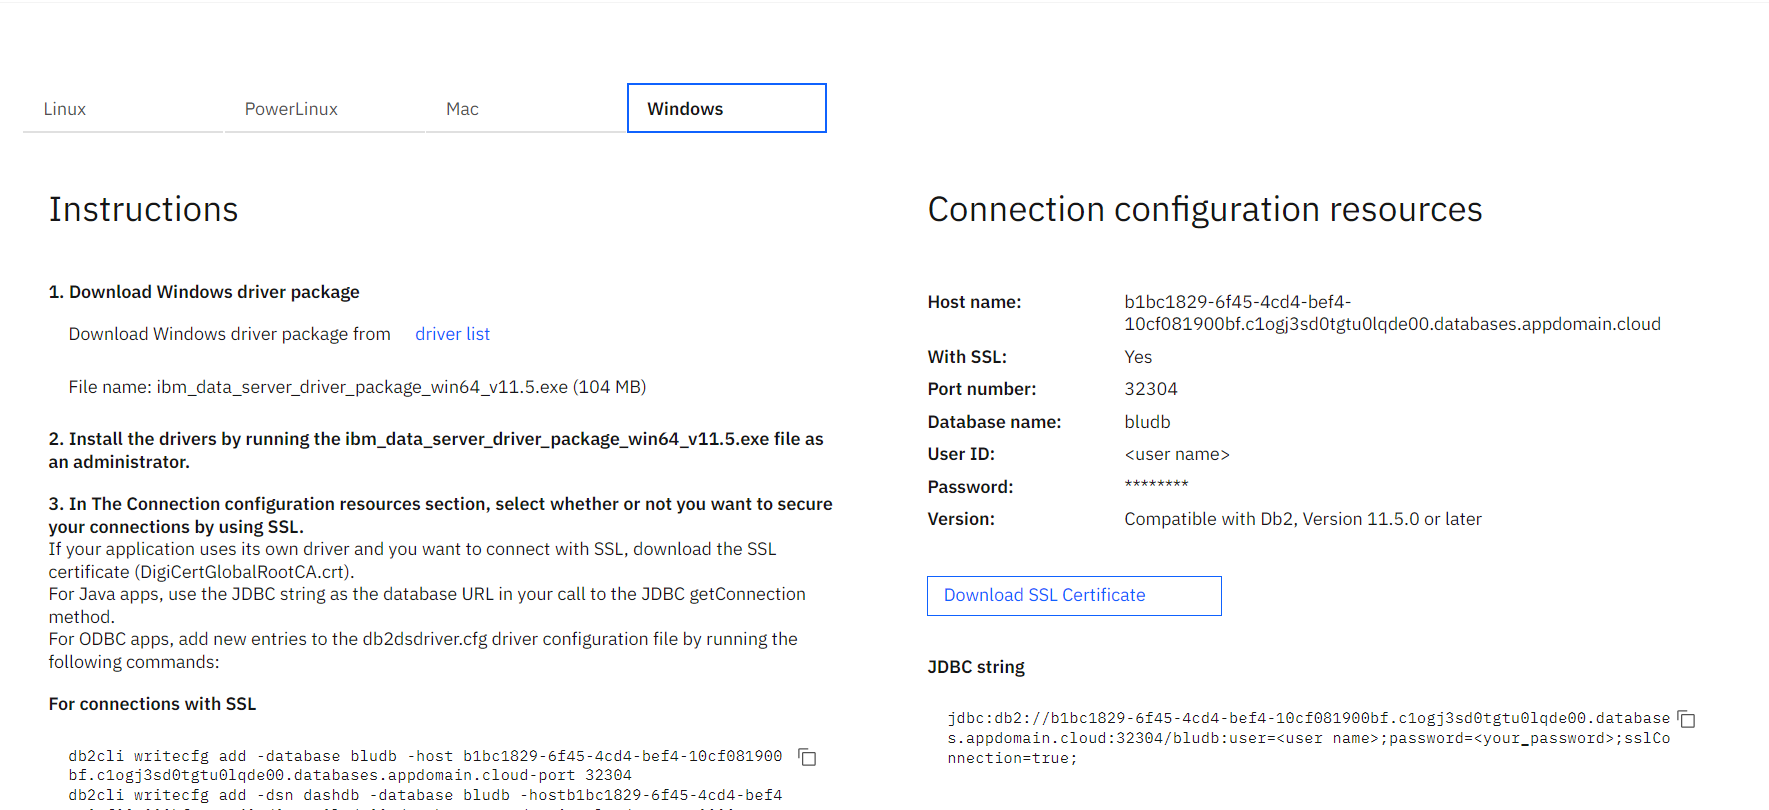 Linux
PowerLinux
Mac
Windows
Instructions
1. Download Windows driver package
Download Windows driver package from driver list
File name: ibm_data_server_driver_package_win64_v11.5.exe (104 MB)
2. Install the drivers by running the ibm_data_server_driver_package_win64_v11.5.exe file as
an administrator.
3. In The Connection configuration resources section, select whether or not you want to secure
your connections by using SSL.
If your application uses its own driver and you want to connect with SSL, download the SSL
certificate (DigiCertGlobalRootCA.crt).
For Java apps, use the JDBC string as the database URL in your call to the JDBC getConnection
method.
For ODBC apps, add new entries to the db2dsdriver.cfg driver configuration file by running the
following commands:
For connections with SSL
db2cli writecfg add -database bludb -host b1bc1829-6f45-4cd4-bef4-10cf081900
bf.c1ogj3sd0tgtu0lqde00.databases.appdomain.cloud-port 32304
db2cli writecfg add -dsn dashdb -database bludb -hostb1bc1829-6f45-4cd4-bef4
Connection configuration resources
Host name: b1bc1829-6f45-4cd4-bef4-
10cf081900bf.c1ogj3sd0tgtu0lqde00.databases.appdomain.cloud
With SSL: Yes
Port number: 32304
Database name: bludb
User ID: <user name>
Password: ********
Version: Compatible with Db2, Version 11.5.0 or later
Download SSL Certificate
JDBC string
jdbc:db2://b1bc1829-6f45-4cd4-bef4-10cf081900bf.c1ogj3sd0tgtu0lqde00.database
s.appdomain.cloud:32304/bludb:user=<user name>;password=<your_password>;sslCo
nnection=true;